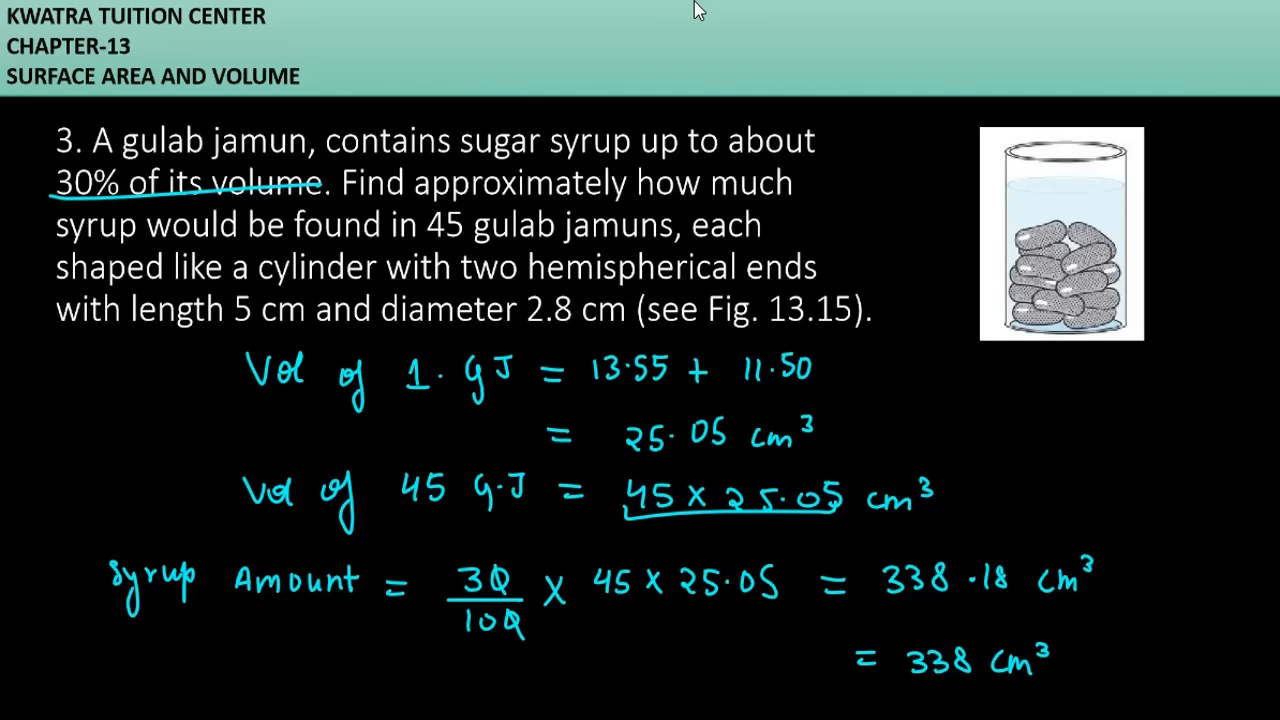 KWATRA TUITION CENTER
CHAPTER-13
SURFACE AREA AND VOLUME
3. A gulab jamun, contains sugar syrup up to about
30% of its volume. Find approximately how much
syrup would be found in 45 gulab jamuns, each
shaped like a cylinder with two hemispherical ends
with length 5 cm and diameter 2.8 cm (see Fig. 13.15).
Vol of 1. GJ = 13.55 + 11.50
= 25.05 cm³
Vol of 45 G.J = 45 × 25.05 cm³
Syrup Amount = 30/100 × 45 × 25.05 = 338.18 cm³
= 338 cm³